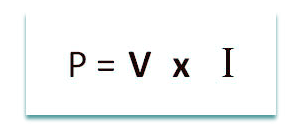 P = V x I